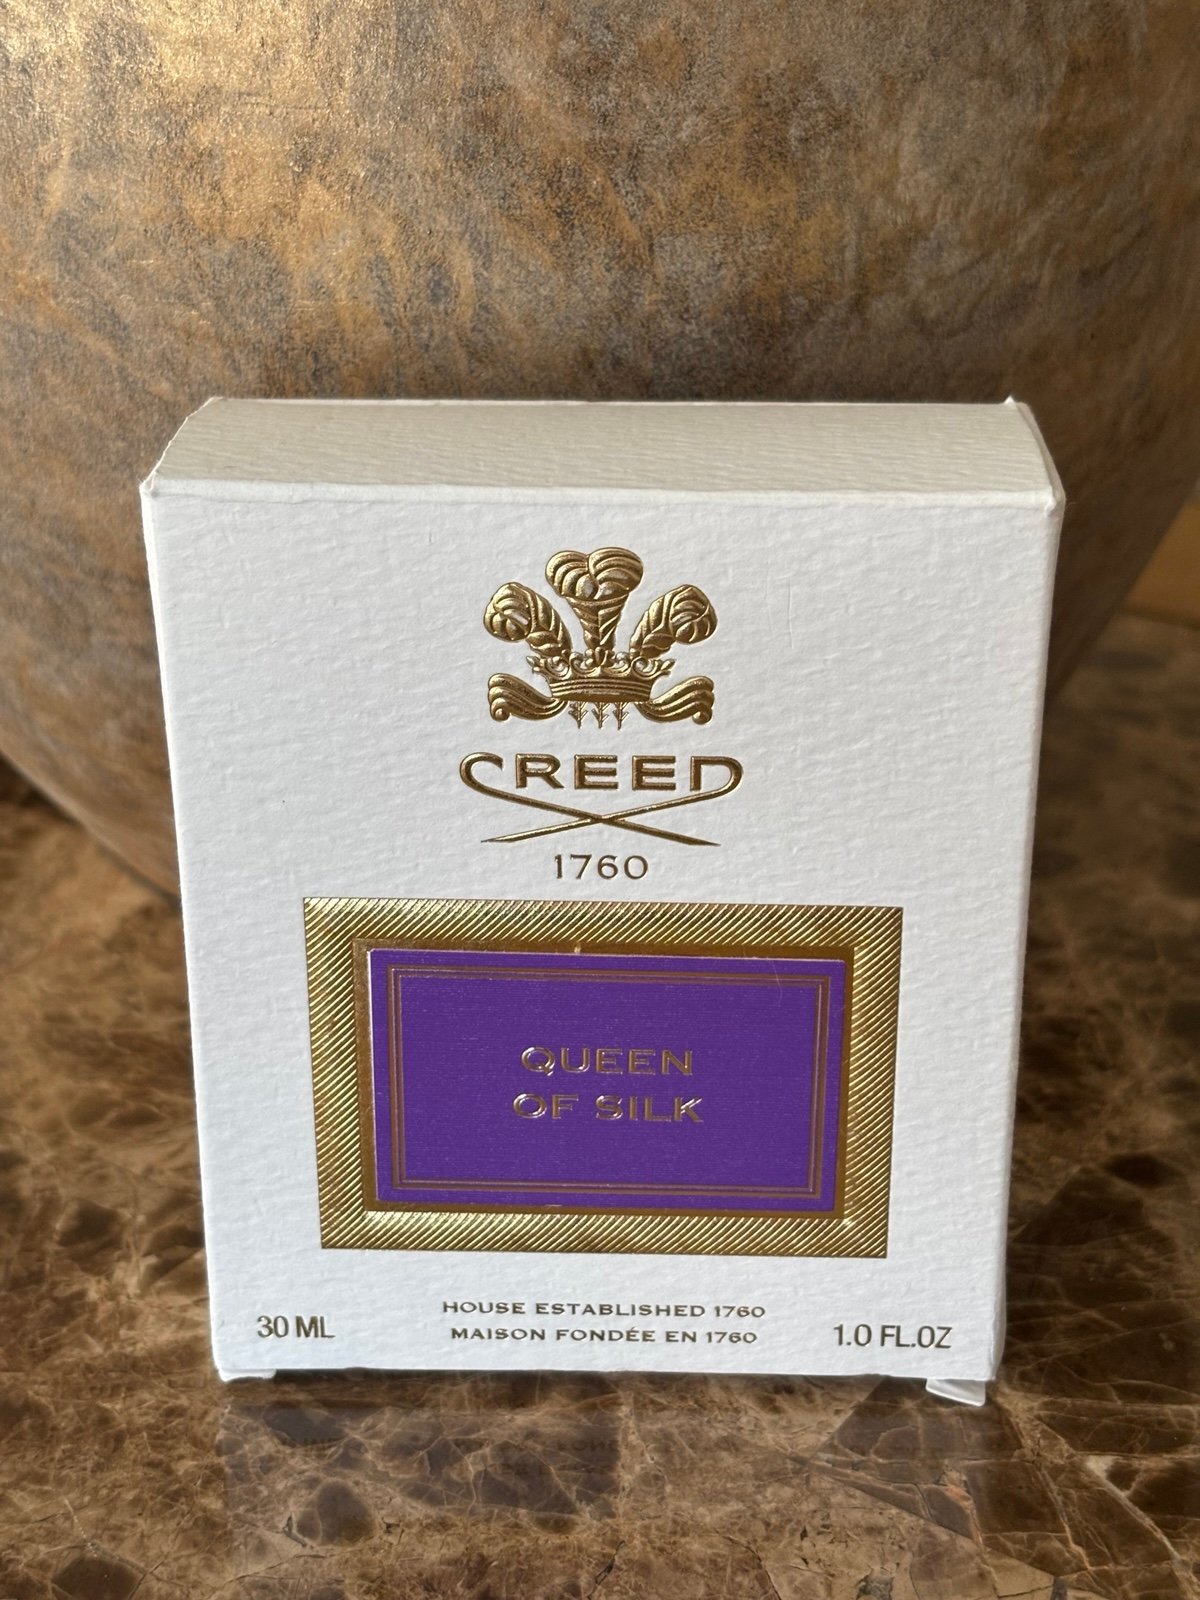 CREED
1760
QUEEN
OF SILK
HOUSE ESTABLISHED 1760
MAISON FONDÉE EN 1760
30 ML
1.0 FL.OZ